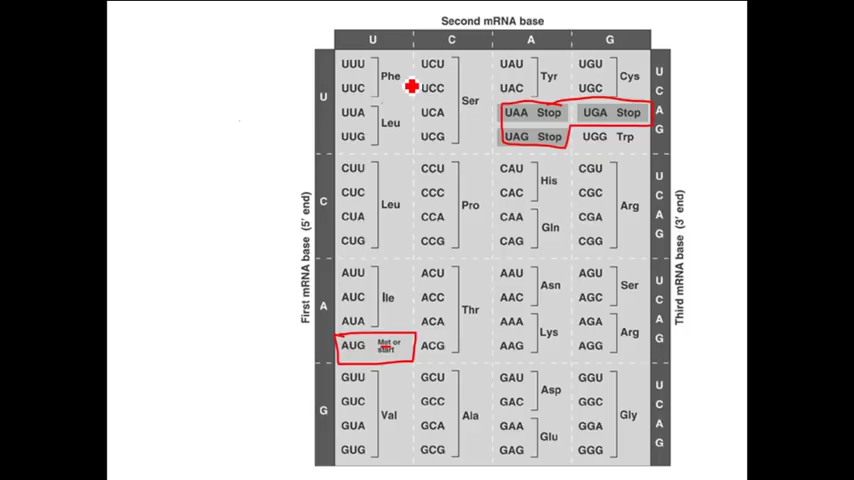 Second mRNA base
U C A G
UUU UCU UAU UGU U
UUC Phe UCC UAC Tyr UGC Cys C
U UUA UCA Ser UAA Stop UGA Stop A
UUG Leu UCG UAG Stop UGG Trp G
CUU CCU CAU CGU U
CUC CCC CAC His CGC C
C CUA Leu CCA Pro CAA CGA Arg A
CUG CCG CAG Gln CGG G
AUU ACU AAU AGU U
AUC Ile ACC AAC Asn AGC Ser C
A AUA ACA Thr AAA AGA A
AUG Met or start ACG AAG Lys AGG Arg G
GUU GCU GAU GGU U
GUC GCC GAC Asp GGC C
G GUA Val GCA Ala GAA GGA Gly A
GUG GCG GAG Glu GGG G
First mRNA base (5' end)
Third mRNA base (3' end)